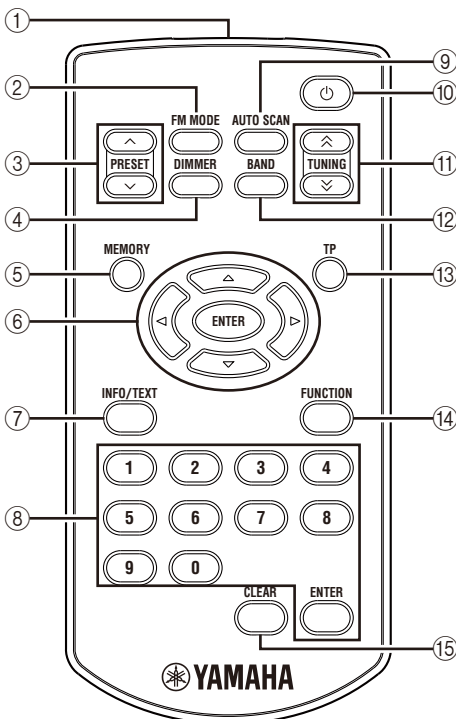 ①
② ⑨
⑩
FM MODE AUTO SCAN
③ PRESET DIMMER BAND TUNING ⑪
④ ⑫
MEMORY TP
⑤ ⑬
⑥ ENTER
INFO/TEXT FUNCTION
⑦ ⑭
1 2 3 4
⑧ 5 6 7 8
9 0
CLEAR ENTER
⑮
YAMAHA